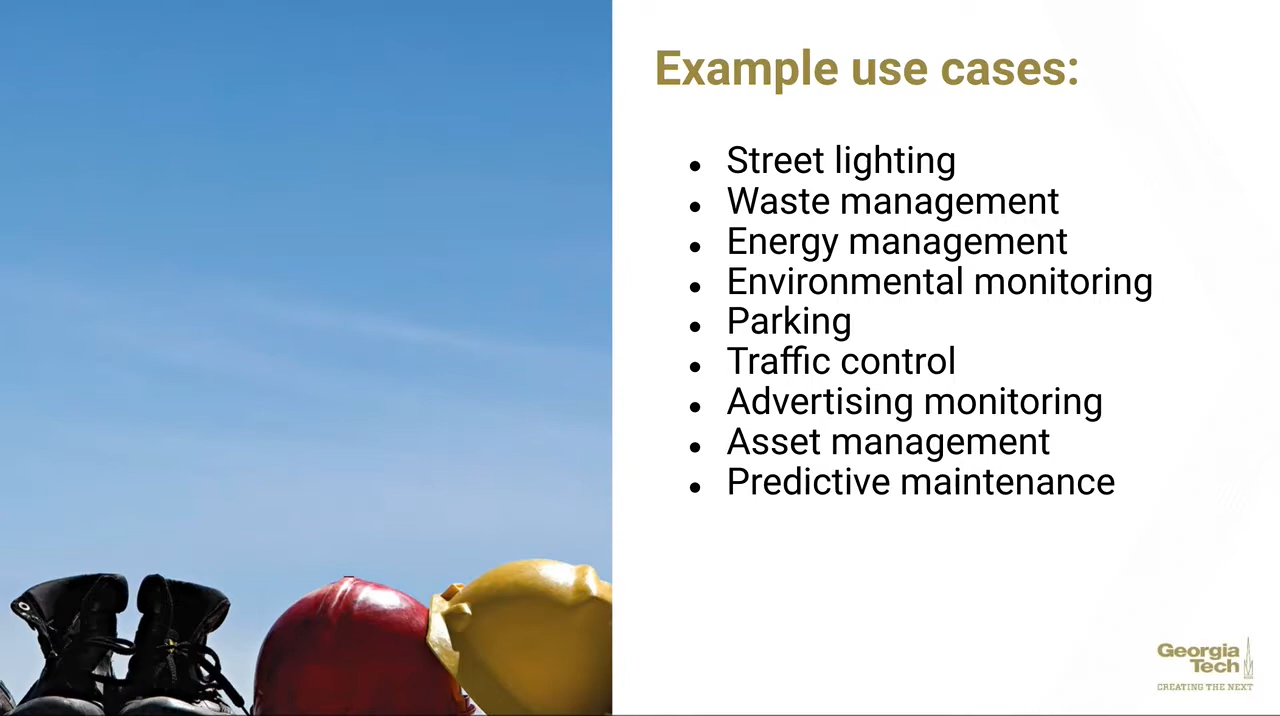 Example use cases:
• Street lighting
• Waste management
• Energy management
• Environmental monitoring
• Parking
• Traffic control
• Advertising monitoring
• Asset management
• Predictive maintenance
Georgia
Tech
CREATING THE NEXT